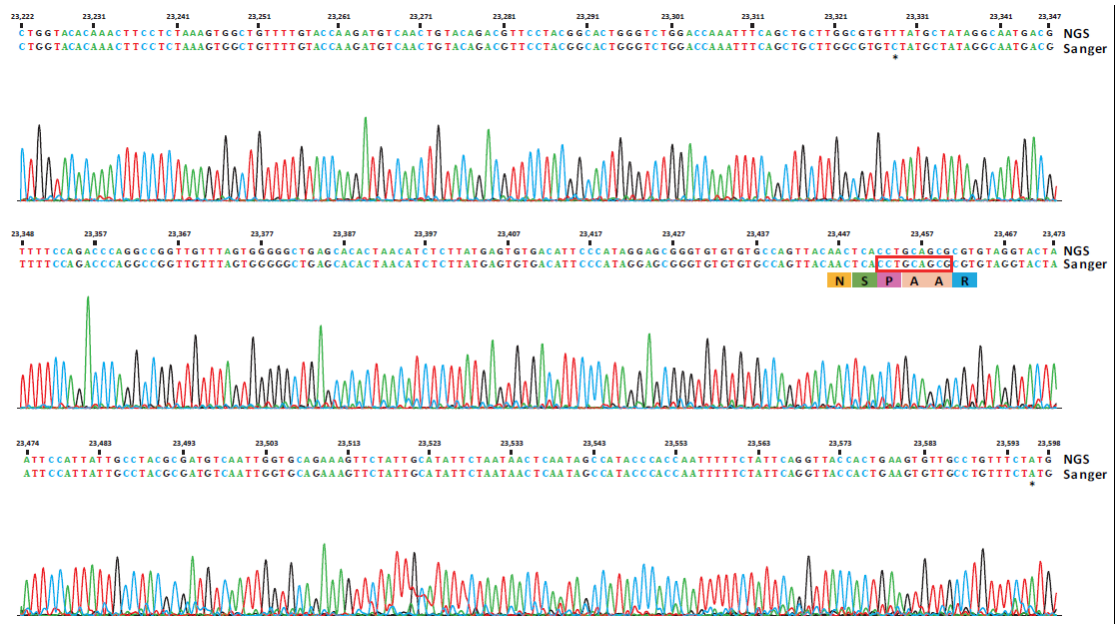 23,222 23,231 23,241 23,251 23,261 23,271 23,281 23,291 23,301 23,311 23,321 23,331 23,341 23,347
CTGGTACACAAACTTCCTCTAAAGTGGCTGTTTTGTACCAAGATGTCAACTGTACAGACGTTCCTACGGCACTGGGTCTGGACCAAATTTCAGCTGCTTGGCGTGTTTATGCTATAGGCAATGACG NGS
CTGGTACACAAACTTCCTCTAAAGTGGCTGTTTTGTACCAAGATGTCAACTGTACAGACGTTCCTACGGCACTGGGTCTGGACCAAATTTCAGCTGCTTGGCGTGTCTATGCTATAGGCAATGACG Sanger
*
23,348 23,357 23,367 23,377 23,387 23,397 23,407 23,417 23,427 23,437 23,447 23,457 23,467 23,473
TTTTCCAGACCCAGGCCGGTTGTTTAGTGGGGGCTGAGCACACTAACATCTCTTATGAGTGTGACATTCCCATAGGAGCGGGTGTGTGTGCCAGTTACAACTCACCTGCAGCGCGTGTAGGTACTA NGS
TTTTCCAGACCCAGGCCGGTTGTTTAGTGGGGGCTGAGCACACTAACATCTCTTATGAGTGTGACATTCCCATAGGAGCGGGTGTGTGTGCCAGTTACAACTCACCTGCAGCGCGTGTAGGTACTA Sanger
N S P A A R
23,474 23,483 23,493 23,503 23,513 23,523 23,533 23,543 23,553 23,563 23,573 23,583 23,593 23,598
ATTCCATTATTGCCTACGCGATGTCAATTGGTGCAGAAAGTTCTATTGCATATTCTAATAACTCAATAGCCATACCCACCAATTTTTCTATTCAGGTTACCACTGAAGTGTTGCCTGTTTCTATG NGS
ATTCCATTATTGCCTACGCGATGTCAATTGGTGCAGAAAGTTCTATTGCATATTCTAATAACTCAATAGCCATACCCACCAATTTTTCTATTCAGGTTACCACTGAAGTGTTGCCTGTTTCTATG Sanger
*